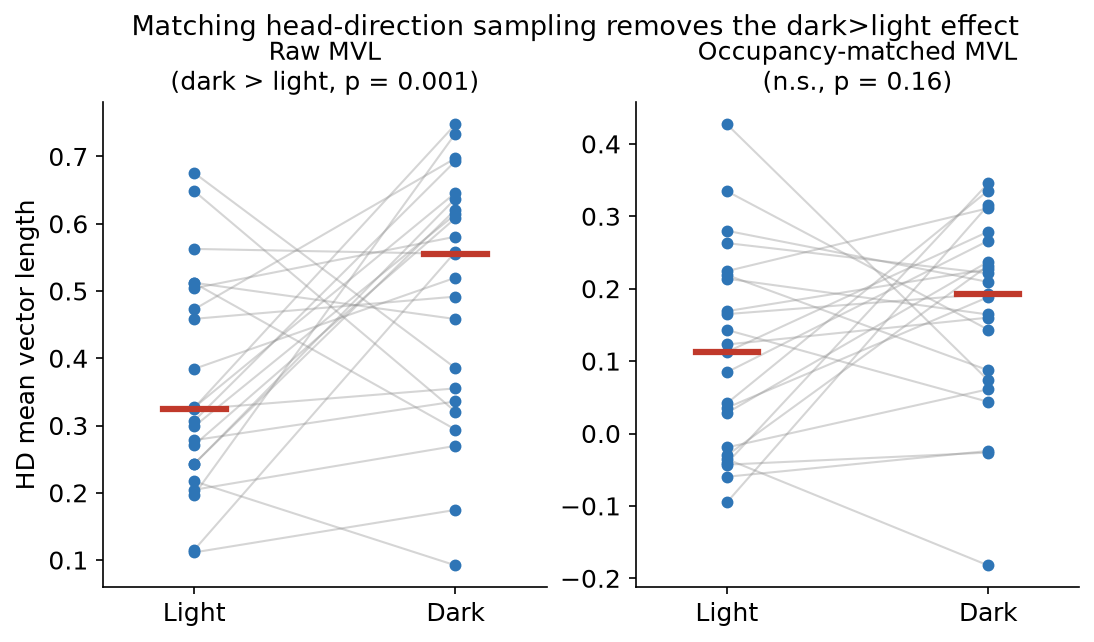 Matching head-direction sampling removes the dark>light effect
Raw MVL
(dark > light, p = 0.001)
Occupancy-matched MVL
(n.s., p = 0.16)
HD mean vector length
0.7
0.6
0.5
0.4
0.3
0.2
0.1
Light
Dark
0.4
0.3
0.2
0.1
0.0
−0.1
−0.2
Light
Dark